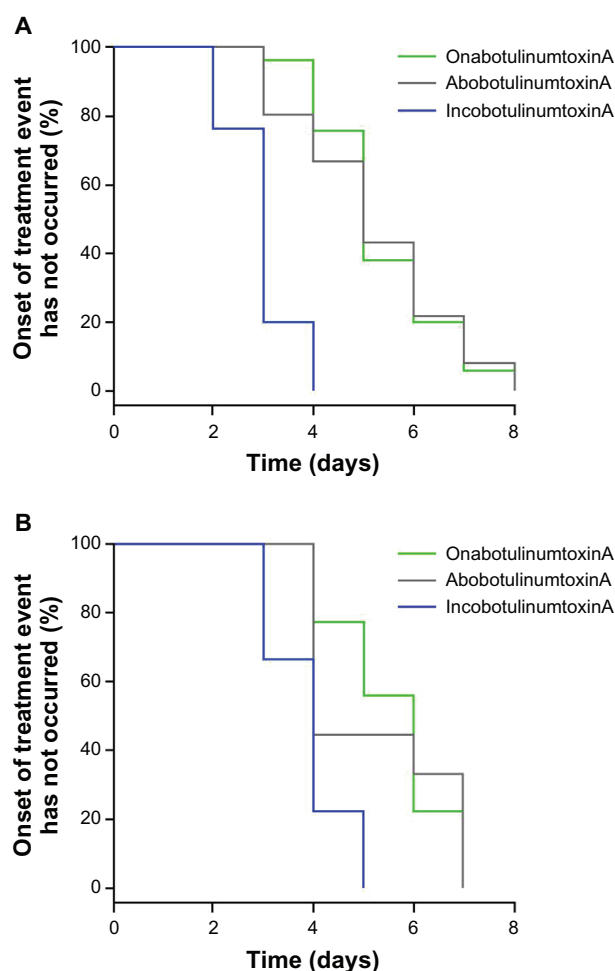 A
100
80
60
40
20
0
Onset of treatment event
has not occurred (%)
OnabotulinumtoxinA
AbobotulinumtoxinA
IncobotulinumtoxinA
0 2 4 6 8
Time (days)
B
100
80
60
40
20
0
Onset of treatment event
has not occurred (%)
OnabotulinumtoxinA
AbobotulinumtoxinA
IncobotulinumtoxinA
0 2 4 6 8
Time (days)